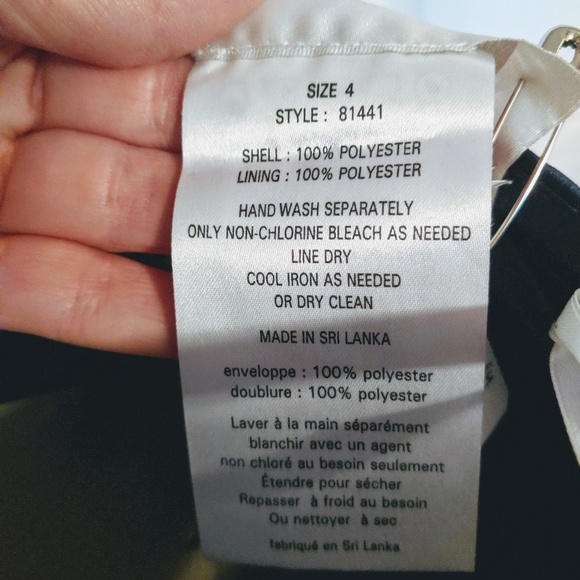 SIZE 4
STYLE : 81441
SHELL : 100% POLYESTER
LINING : 100% POLYESTER
HAND WASH SEPARATELY
ONLY NON-CHLORINE BLEACH AS NEEDED
LINE DRY
COOL IRON AS NEEDED
OR DRY CLEAN
MADE IN SRI LANKA
enveloppe : 100% polyester
doublure : 100% polyester
Laver à la main séparément
blanchir avec un agent
non chloré au besoin seulement
Étendre pour sécher
Repasser à froid au besoin
Ou nettoyer à sec
fabriqué en Sri Lanka